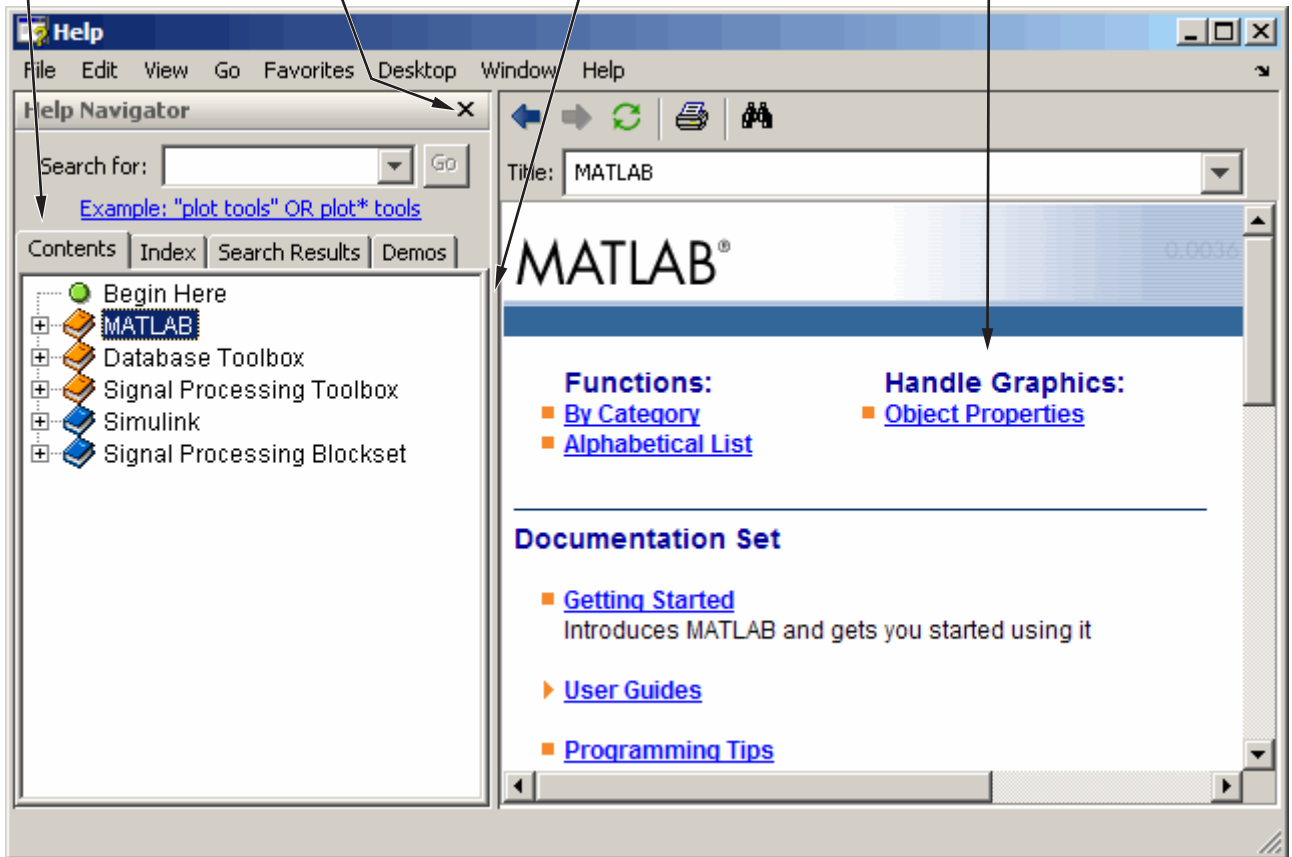 Help
File Edit View Go Favorites Desktop Window Help
Help Navigator
Search for: Go
Example: "plot tools" OR plot* tools
Contents Index Search Results Demos
Begin Here
MATLAB
Database Toolbox
Signal Processing Toolbox
Simulink
Signal Processing Blockset
Title: MATLAB
MATLAB®
0.0036
Functions:
By Category
Alphabetical List
Handle Graphics:
Object Properties
Documentation Set
Getting Started
Introduces MATLAB and gets you started using it
User Guides
Programming Tips